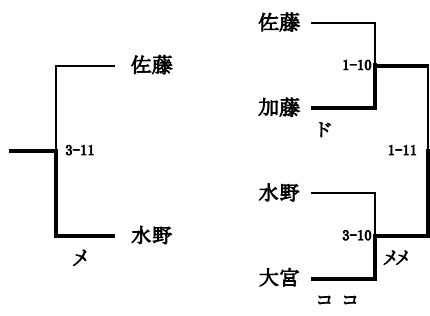 佐藤
3-11
水野
メ
佐藤
1-10
加藤
ド
1-11
水野
3-10
大宮
メメ
コ コ